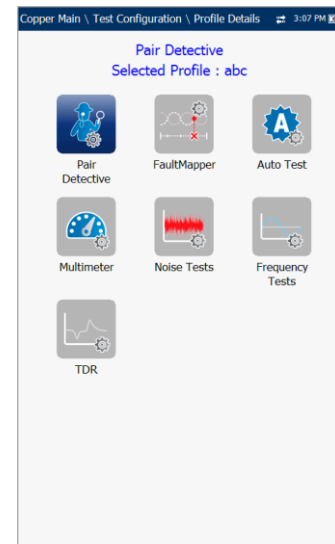 Copper Main \ Test Configuration \ Profile Details 3:07 PM
Pair Detective
Selected Profile : abc
Pair
Detective
FaultMapper
Auto Test
Multimeter
Noise Tests
Frequency
Tests
TDR